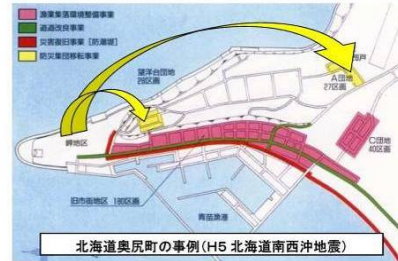 漁業集落環境整備事業
道道改良事業
災害復旧事業［防潮堤］
防災集団移転事業
望洋台団地
28区画
A団地
27区画
C団地
40区画
岬地区
旧市街地区 180区画
青苗漁港
北海道奥尻町の事例(H5 北海道南西沖地震)